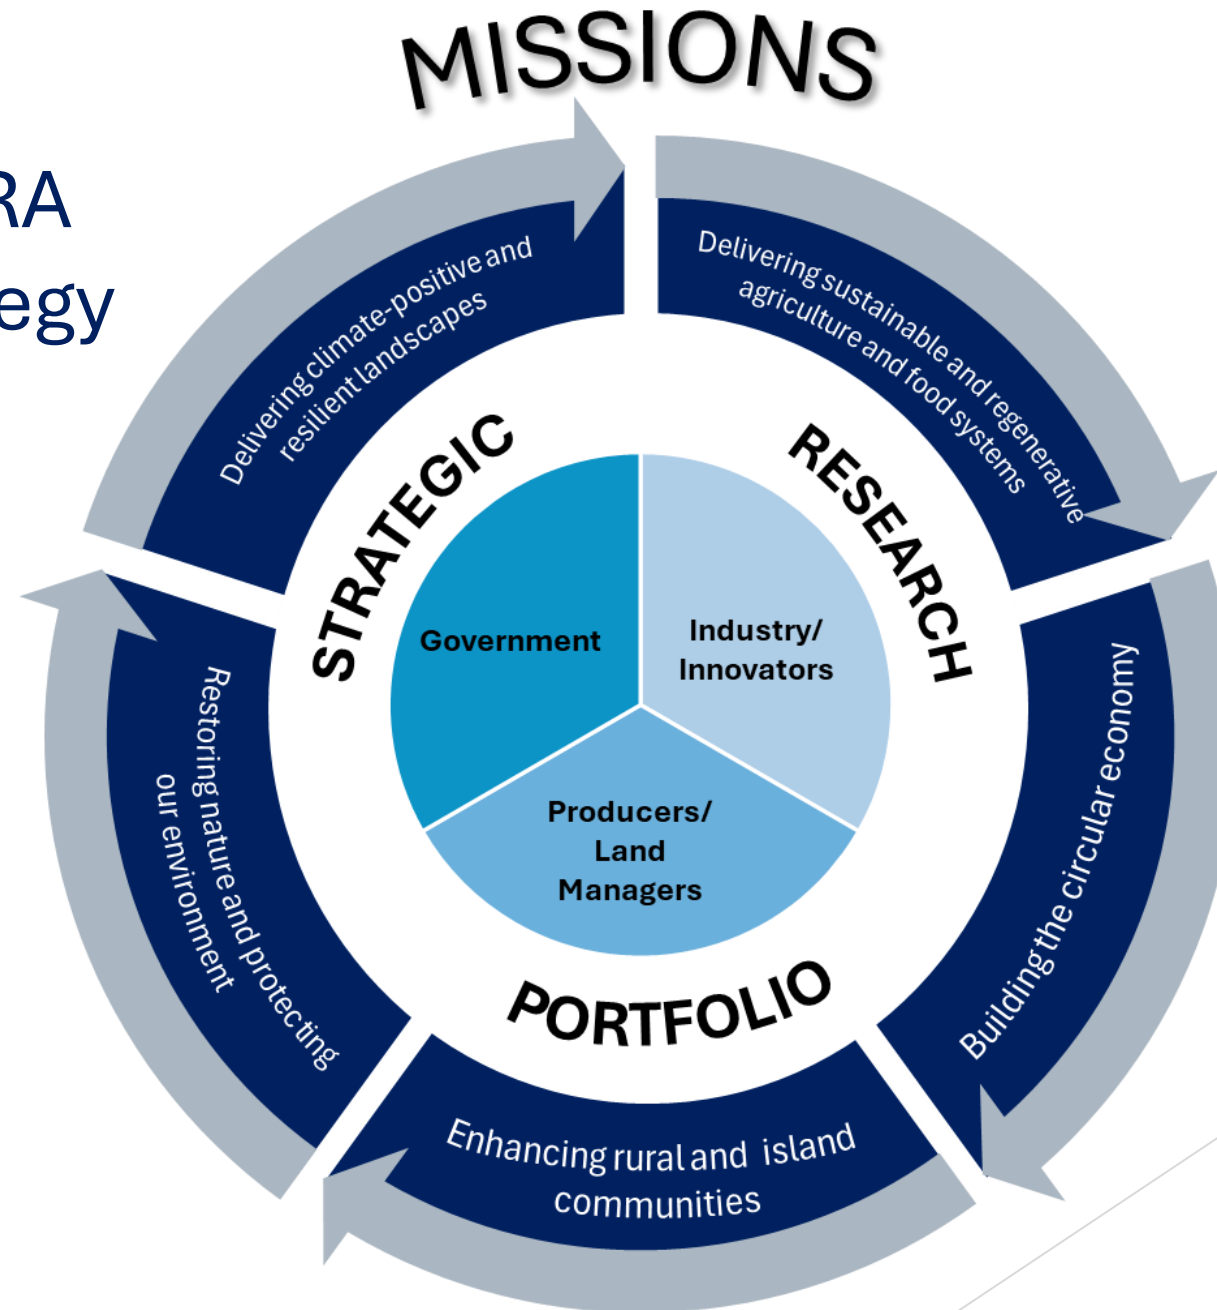 MISSIONS
RA
egy
Delivering climate-positive and
resilient landscapes
Delivering sustainable and regenerative
agriculture and food systems
STRATEGIC
RESEARCH
Government
Industry/
Innovators
Producers/
Land
Managers
PORTFOLIO
Building the circular economy
Restoring nature and protecting
our environment
Enhancing rural and island
communities